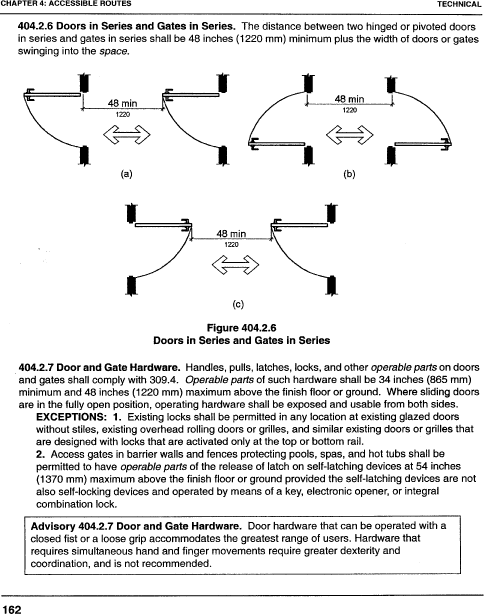 CHAPTER 4: ACCESSIBLE ROUTES TECHNICAL
404.2.6 Doors in Series and Gates in Series. The distance between two hinged or pivoted doors
in series and gates in series shall be 48 inches (1220 mm) minimum plus the width of doors or gates
swinging into the space.
48 min
1220
48 min
1220
(a)
(b)
48 min
1220
(c)
Figure 404.2.6
Doors in Series and Gates in Series
404.2.7 Door and Gate Hardware. Handles, pulls, latches, locks, and other operable parts on doors
and gates shall comply with 309.4. Operable parts of such hardware shall be 34 inches (865 mm)
minimum and 48 inches (1220 mm) maximum above the finish floor or ground. Where sliding doors
are in the fully open position, operating hardware shall be exposed and usable from both sides.
EXCEPTIONS: 1. Existing locks shall be permitted in any location at existing glazed doors
without stiles, existing overhead rolling doors or grilles, and similar existing doors or grilles that
are designed with locks that are activated only at the top or bottom rail.
2. Access gates in barrier walls and fences protecting pools, spas, and hot tubs shall be
permitted to have operable parts of the release of latch on self-latching devices at 54 inches
(1370 mm) maximum above the finish floor or ground provided the self-latching devices are not
also self-locking devices and operated by means of a key, electronic opener, or integral
combination lock.
Advisory 404.2.7 Door and Gate Hardware. Door hardware that can be operated with a
closed fist or a loose grip accommodates the greatest range of users. Hardware that
requires simultaneous hand and finger movements require greater dexterity and
coordination, and is not recommended.
162